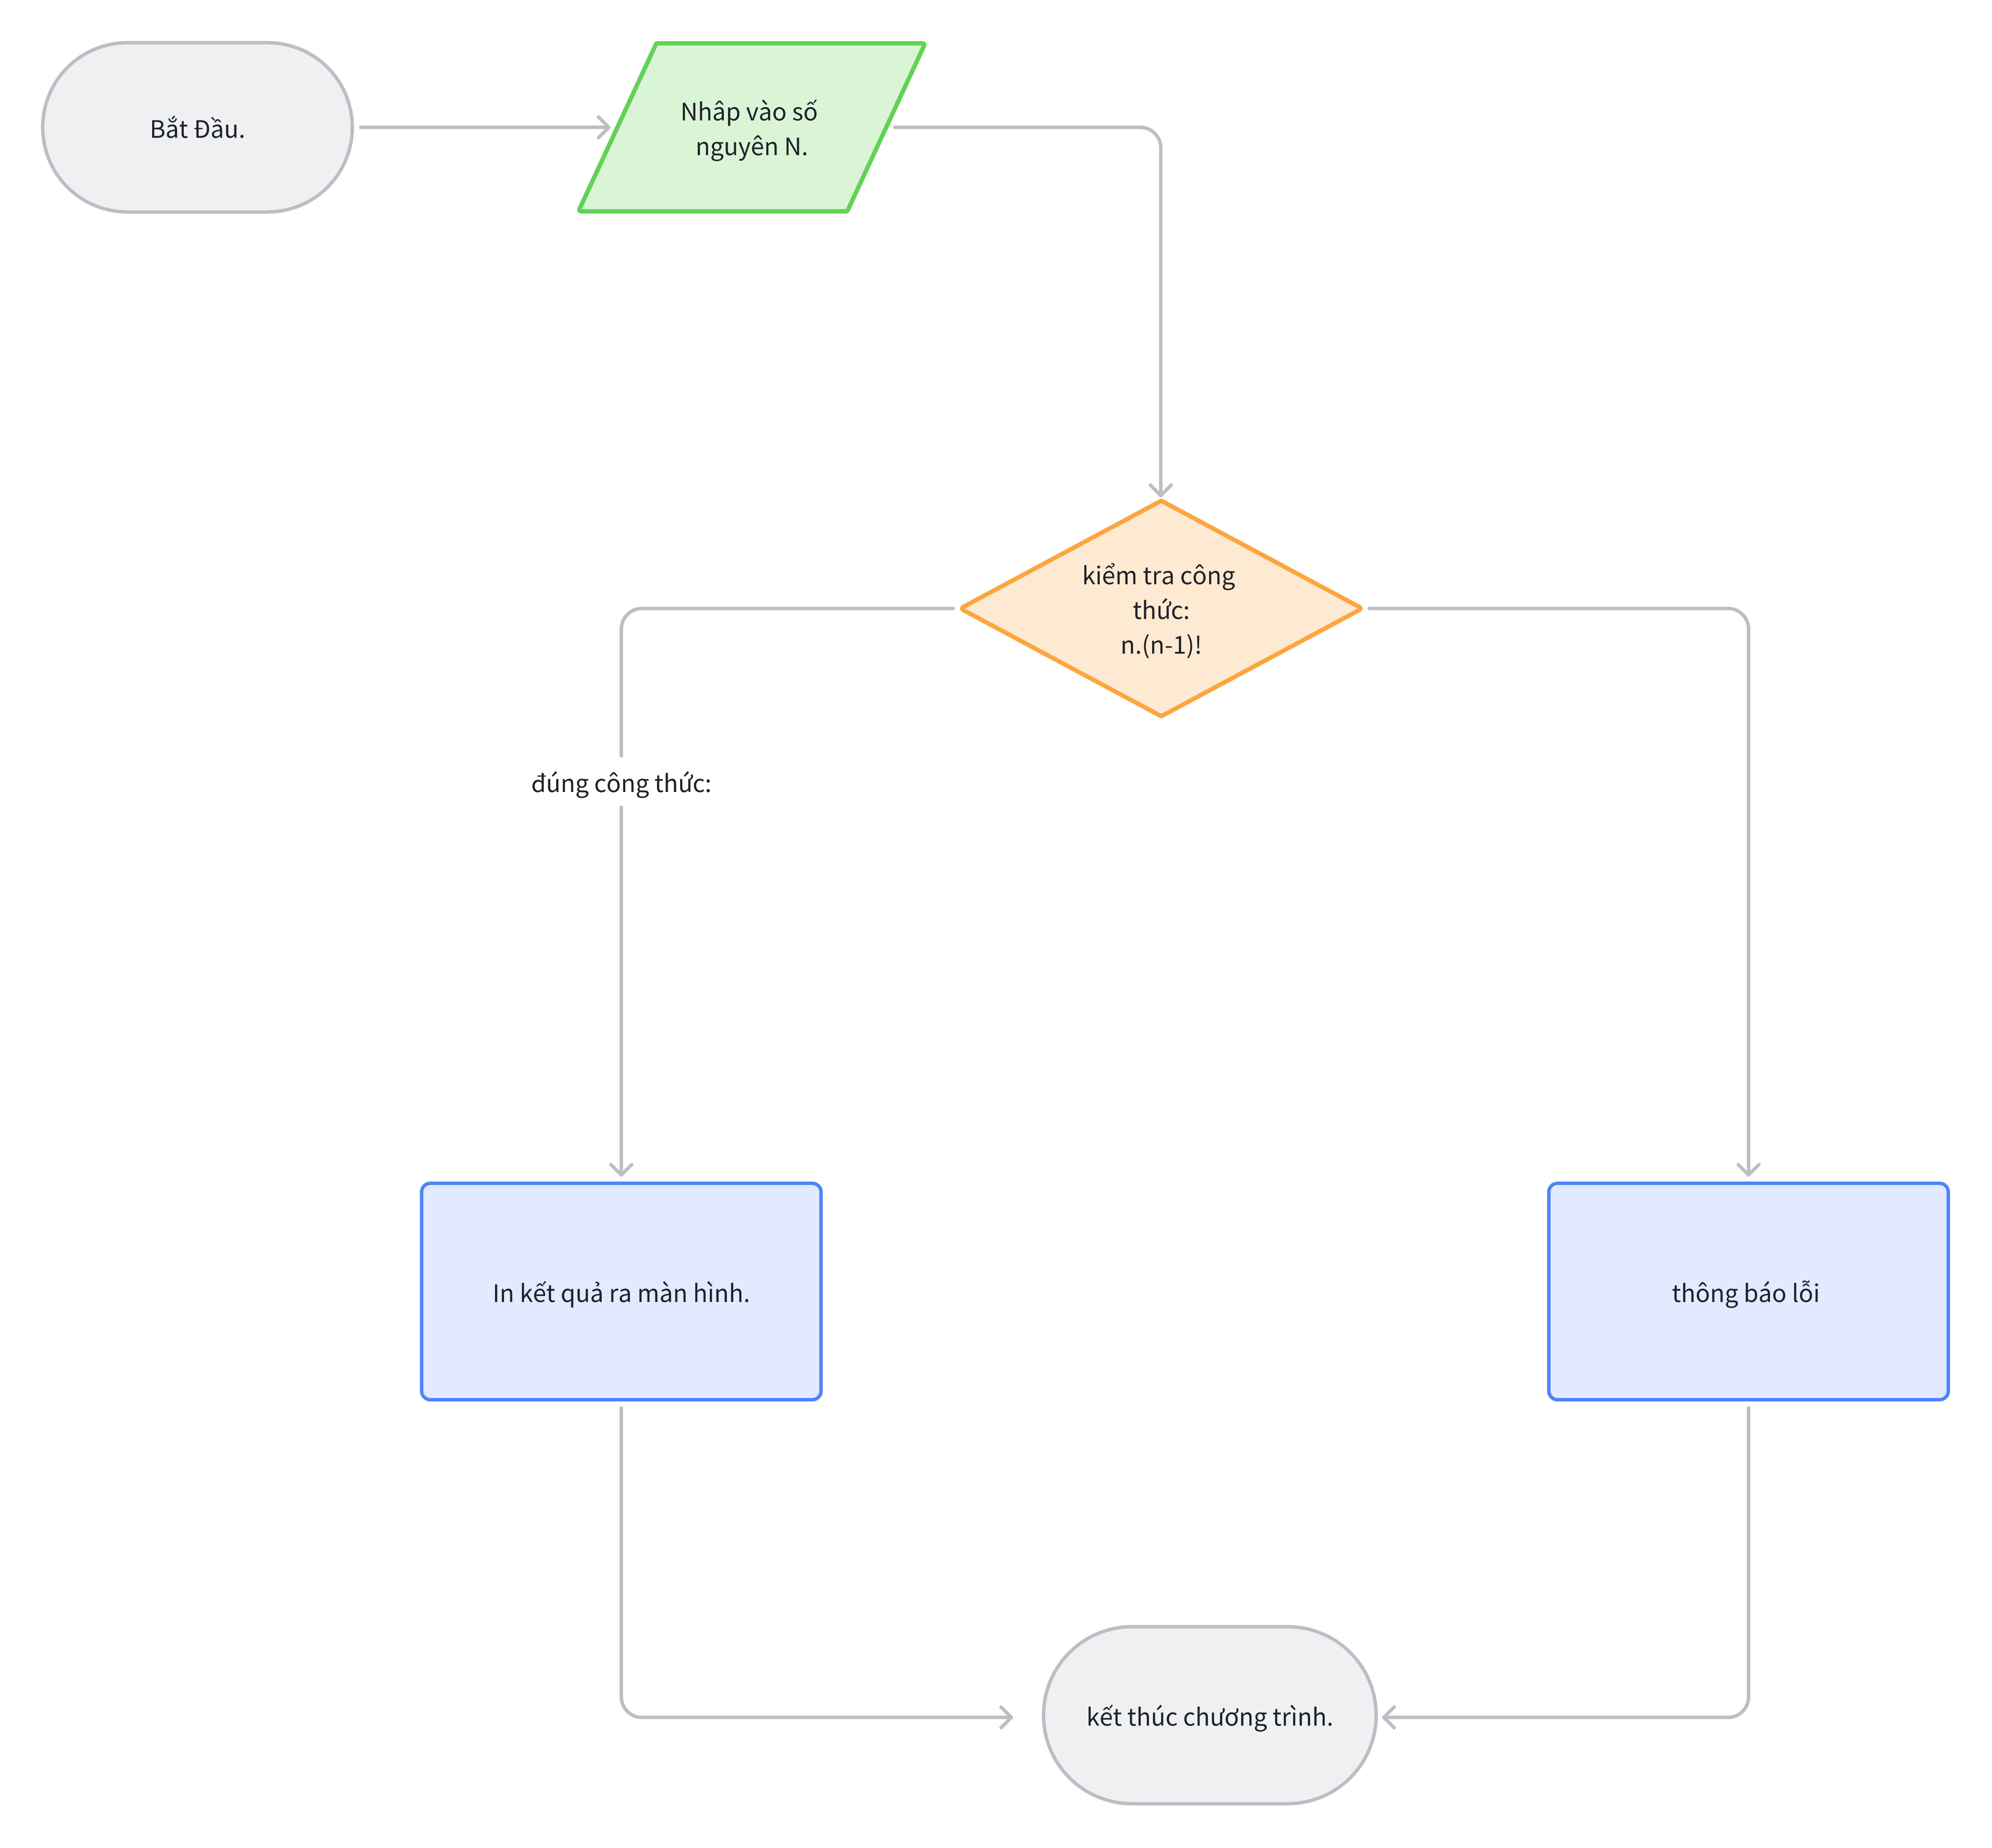 Bắt Đầu.
Nhâp vào số
nguyên N.
kiểm tra công
thức:
n.(n-1)!
đúng công thức:
In kết quả ra màn hình.
thông báo lỗi
kết thúc chương trình.